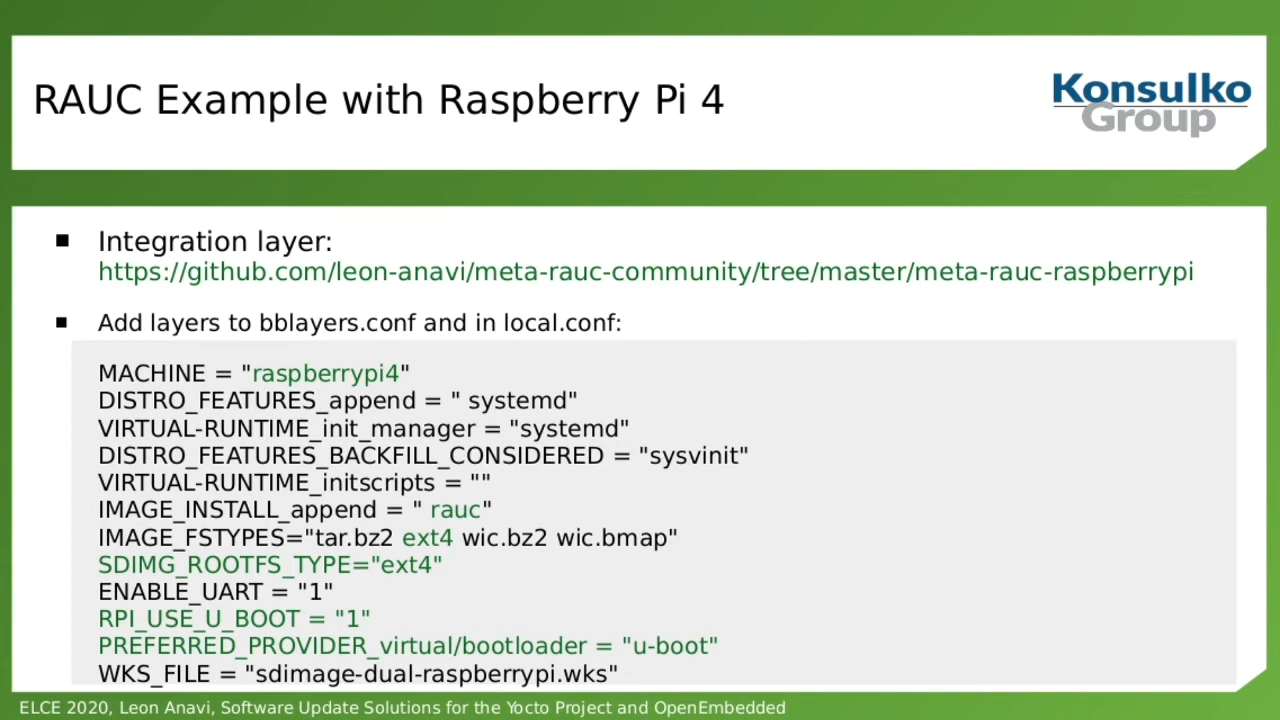 RAUC Example with Raspberry Pi 4
Konsulko
Group
Integration layer:
https://github.com/leon-anavi/meta-rauc-community/tree/master/meta-rauc-raspberrypi
Add layers to bblayers.conf and in local.conf:
MACHINE = "raspberrypi4"
DISTRO_FEATURES_append = " systemd"
VIRTUAL-RUNTIME_init_manager = "systemd"
DISTRO_FEATURES_BACKFILL_CONSIDERED = "sysvinit"
VIRTUAL-RUNTIME_initscripts = ""
IMAGE_INSTALL_append = " rauc"
IMAGE_FSTYPES="tar.bz2 ext4 wic.bz2 wic.bmap"
SDIMG_ROOTFS_TYPE="ext4"
ENABLE_UART = "1"
RPI_USE_U_BOOT = "1"
PREFERRED_PROVIDER_virtual/bootloader = "u-boot"
WKS_FILE = "sdimage-dual-raspberrypi.wks"
ELCE 2020, Leon Anavi, Software Update Solutions for the Yocto Project and OpenEmbedded